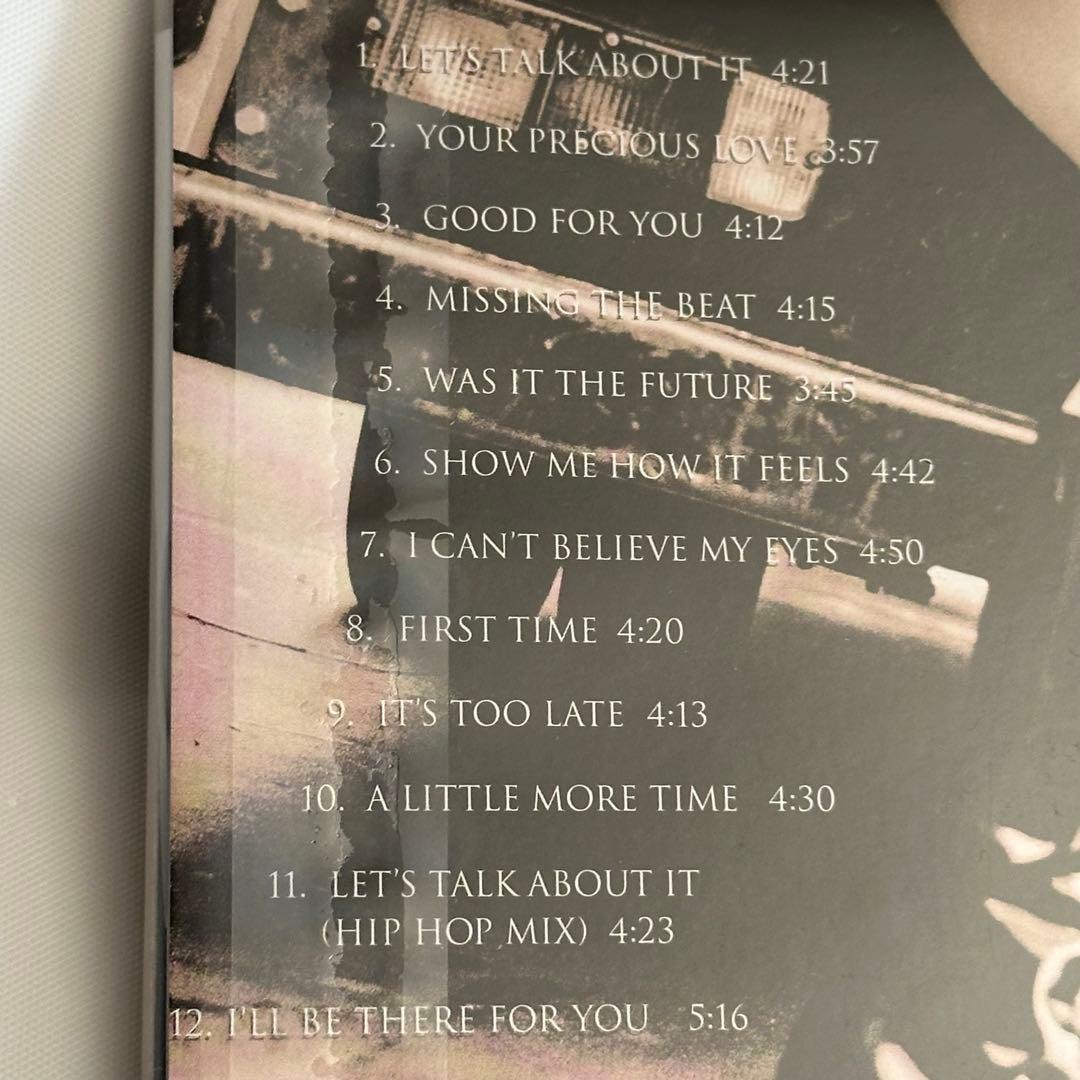 1. LET'S TALK ABOUT IT 4:21
2. YOUR PRECIOUS LOVE 3:57
3. GOOD FOR YOU 4:12
4. MISSING THE BEAT 4:15
5. WAS IT THE FUTURE 3:45
6. SHOW ME HOW IT FEELS 4:42
7. I CAN'T BELIEVE MY EYES 4:50
8. FIRST TIME 4:20
9. IT'S TOO LATE 4:13
10. A LITTLE MORE TIME 4:30
11. LET'S TALK ABOUT IT
(HIP HOP MIX) 4:23
12. I'LL BE THERE FOR YOU 5:16